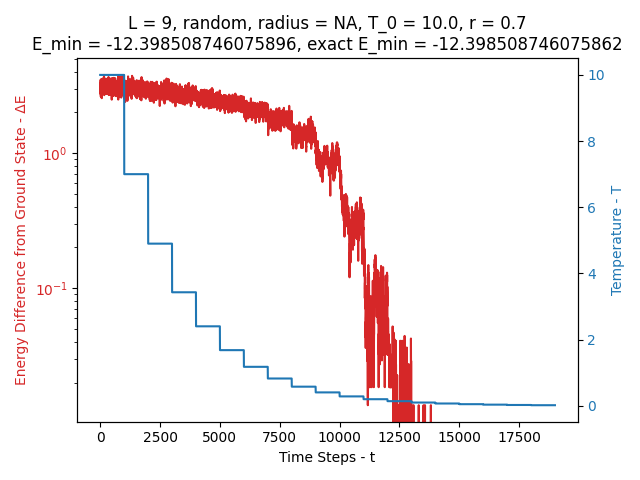 L = 9, random, radius = NA, T_0 = 10.0, r = 0.7
E_min = -12.398508746075896, exact E_min = -12.398508746075862
Energy Difference from Ground State - ΔE
10⁰
10⁻¹
10
8
6
4
2
0
Temperature - T
0 2500 5000 7500 10000 12500 15000 17500
Time Steps - t